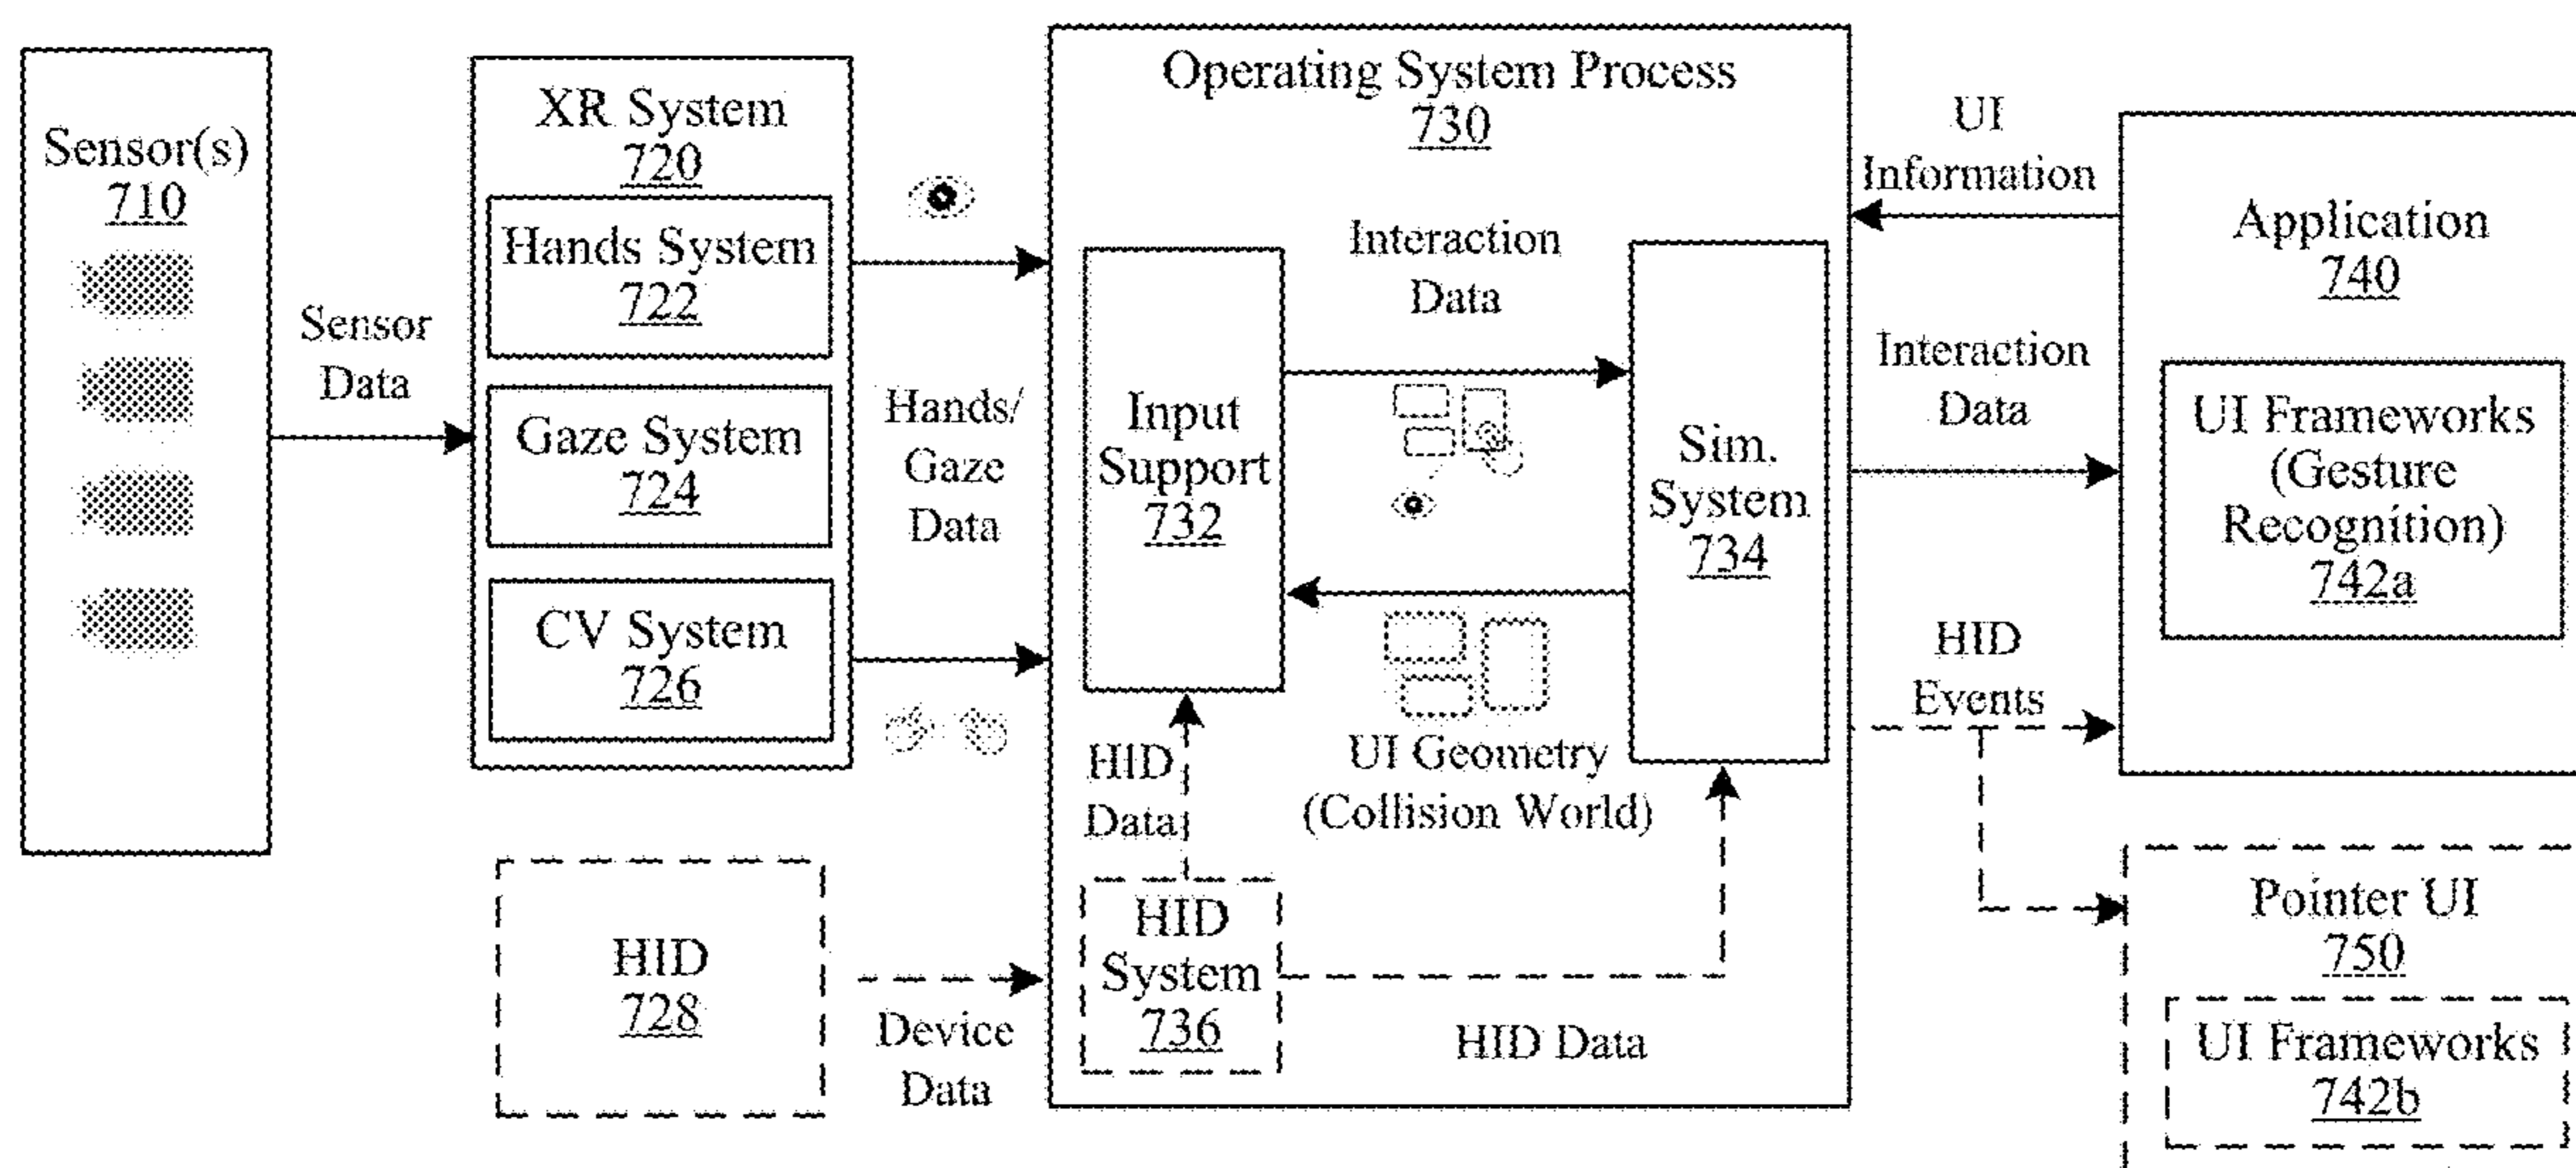 Sensor(s)
710
Sensor
Data
XR System
720
Hands System
722
Gaze System
724
CV System
726
HID
728
Hands/
Gaze
Data
Device
Data
Operating System Process
730
Input
Support
732
Interaction
Data
Sim.
System
734
UI Geometry
(Collision World)
HID
Data
HID
System
736
HID Data
UI
Information
Interaction
Data
HID
Events
Application
740
UI Frameworks
(Gesture
Recognition)
742a
Pointer UI
750
UI Frameworks
742b